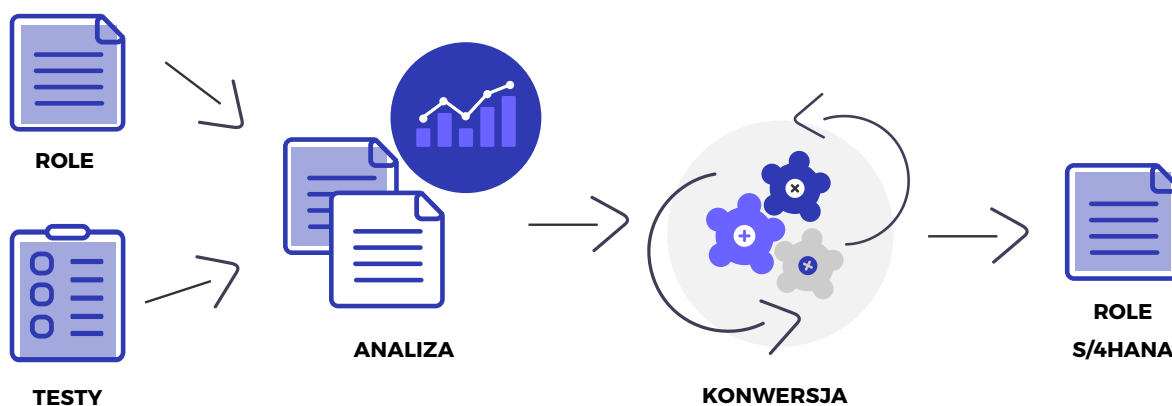 ROLE
TESTY
ANALIZA
KONWERSJA
ROLE
S/4HANA